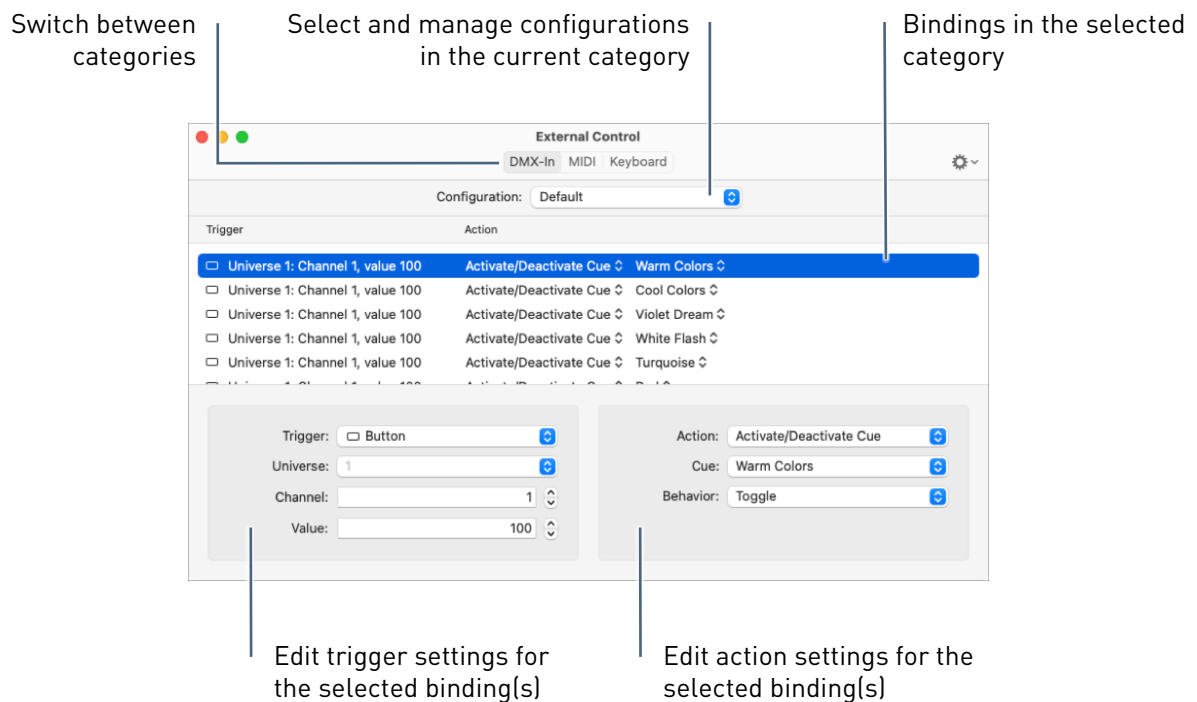 Switch between
categories
Select and manage configurations
in the current category
Bindings in the selected
category
External Control
DMX-In MIDI Keyboard
Configuration: Default
Trigger Action
Universe 1: Channel 1, value 100 Activate/Deactivate Cue Warm Colors
Universe 1: Channel 1, value 100 Activate/Deactivate Cue Cool Colors
Universe 1: Channel 1, value 100 Activate/Deactivate Cue Violet Dream
Universe 1: Channel 1, value 100 Activate/Deactivate Cue White Flash
Universe 1: Channel 1, value 100 Activate/Deactivate Cue Turquoise
Trigger: Button
Universe: 1
Channel: 1
Value: 100
Action: Activate/Deactivate Cue
Cue: Warm Colors
Behavior: Toggle
Edit trigger settings for
the selected binding(s)
Edit action settings for the
selected binding(s)